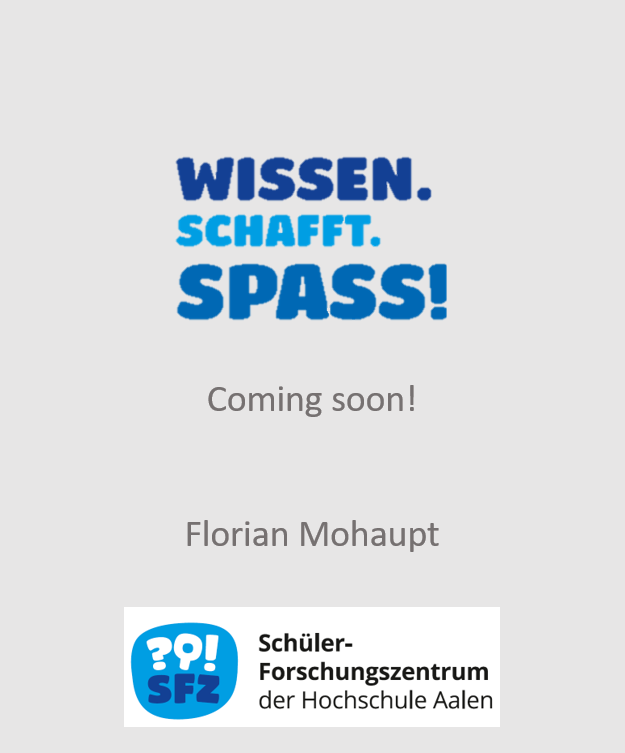 WISSEN.
SCHAFFT.
SPASS!
Coming soon!
Florian Mohaupt
??!
SFZ
Schüler-
Forschungszentrum
der Hochschule Aalen